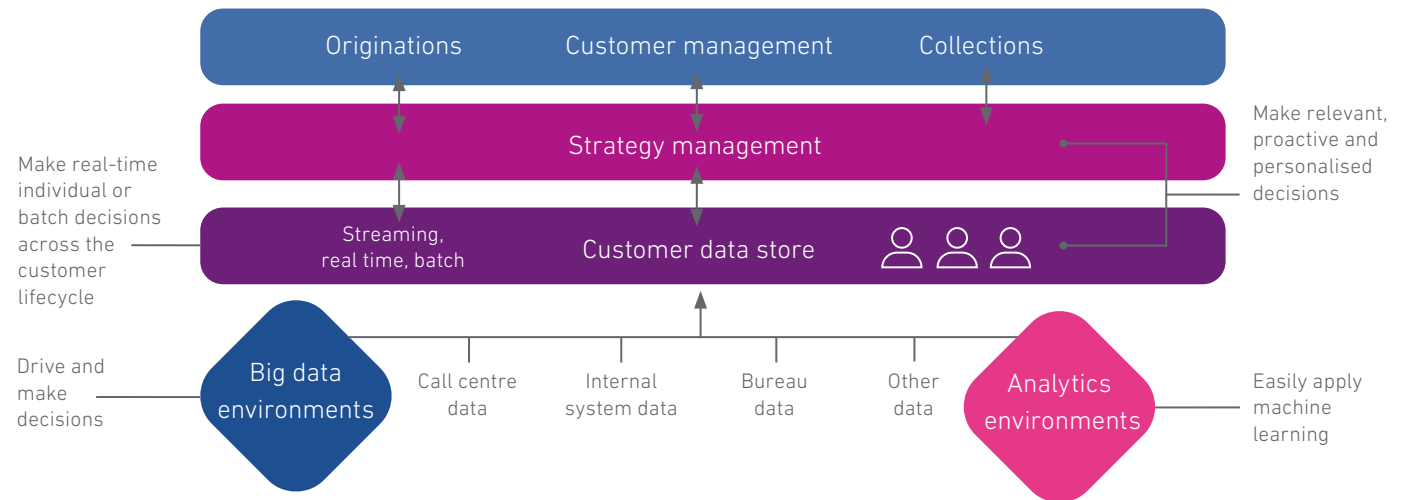 Originations
Customer management
Collections
Strategy management
Make relevant,
proactive and
personalised
decisions
Make real-time
individual or
batch decisions
across the
customer
lifecycle
Streaming,
real time, batch
Customer data store
Drive and
make
decisions
Big data
environments
Call centre
data
Internal
system data
Bureau
data
Other
data
Analytics
environments
Easily apply
machine
learning